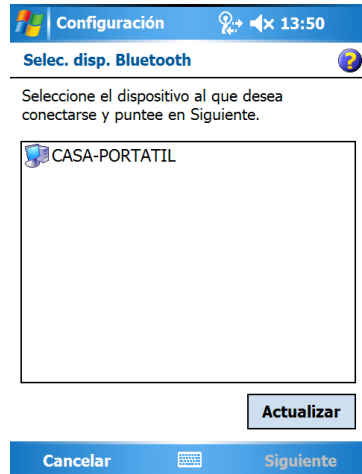 Configuración 13:50
Selec. disp. Bluetooth
Seleccione el dispositivo al que desea
conectarse y puntee en Siguiente.
CASA-PORTATIL
Actualizar
Cancelar Siguiente